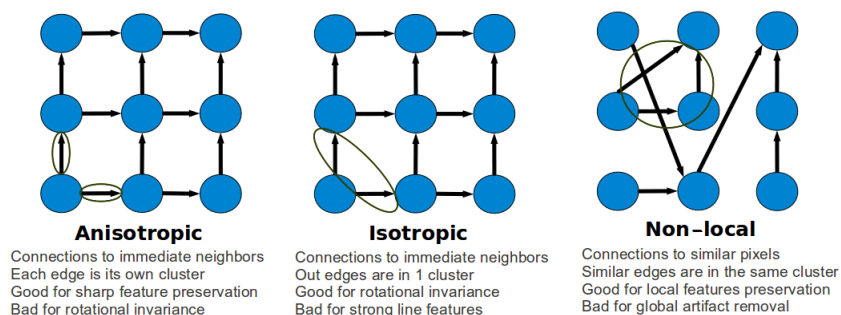 Anisotropic
Connections to immediate neighbors
Each edge is its own cluster
Good for sharp feature preservation
Bad for rotational invariance
Isotropic
Connections to immediate neighbors
Out edges are in 1 cluster
Good for rotational invariance
Bad for strong line features
Non-local
Connections to similar pixels
Similar edges are in the same cluster
Good for local features preservation
Bad for global artifact removal